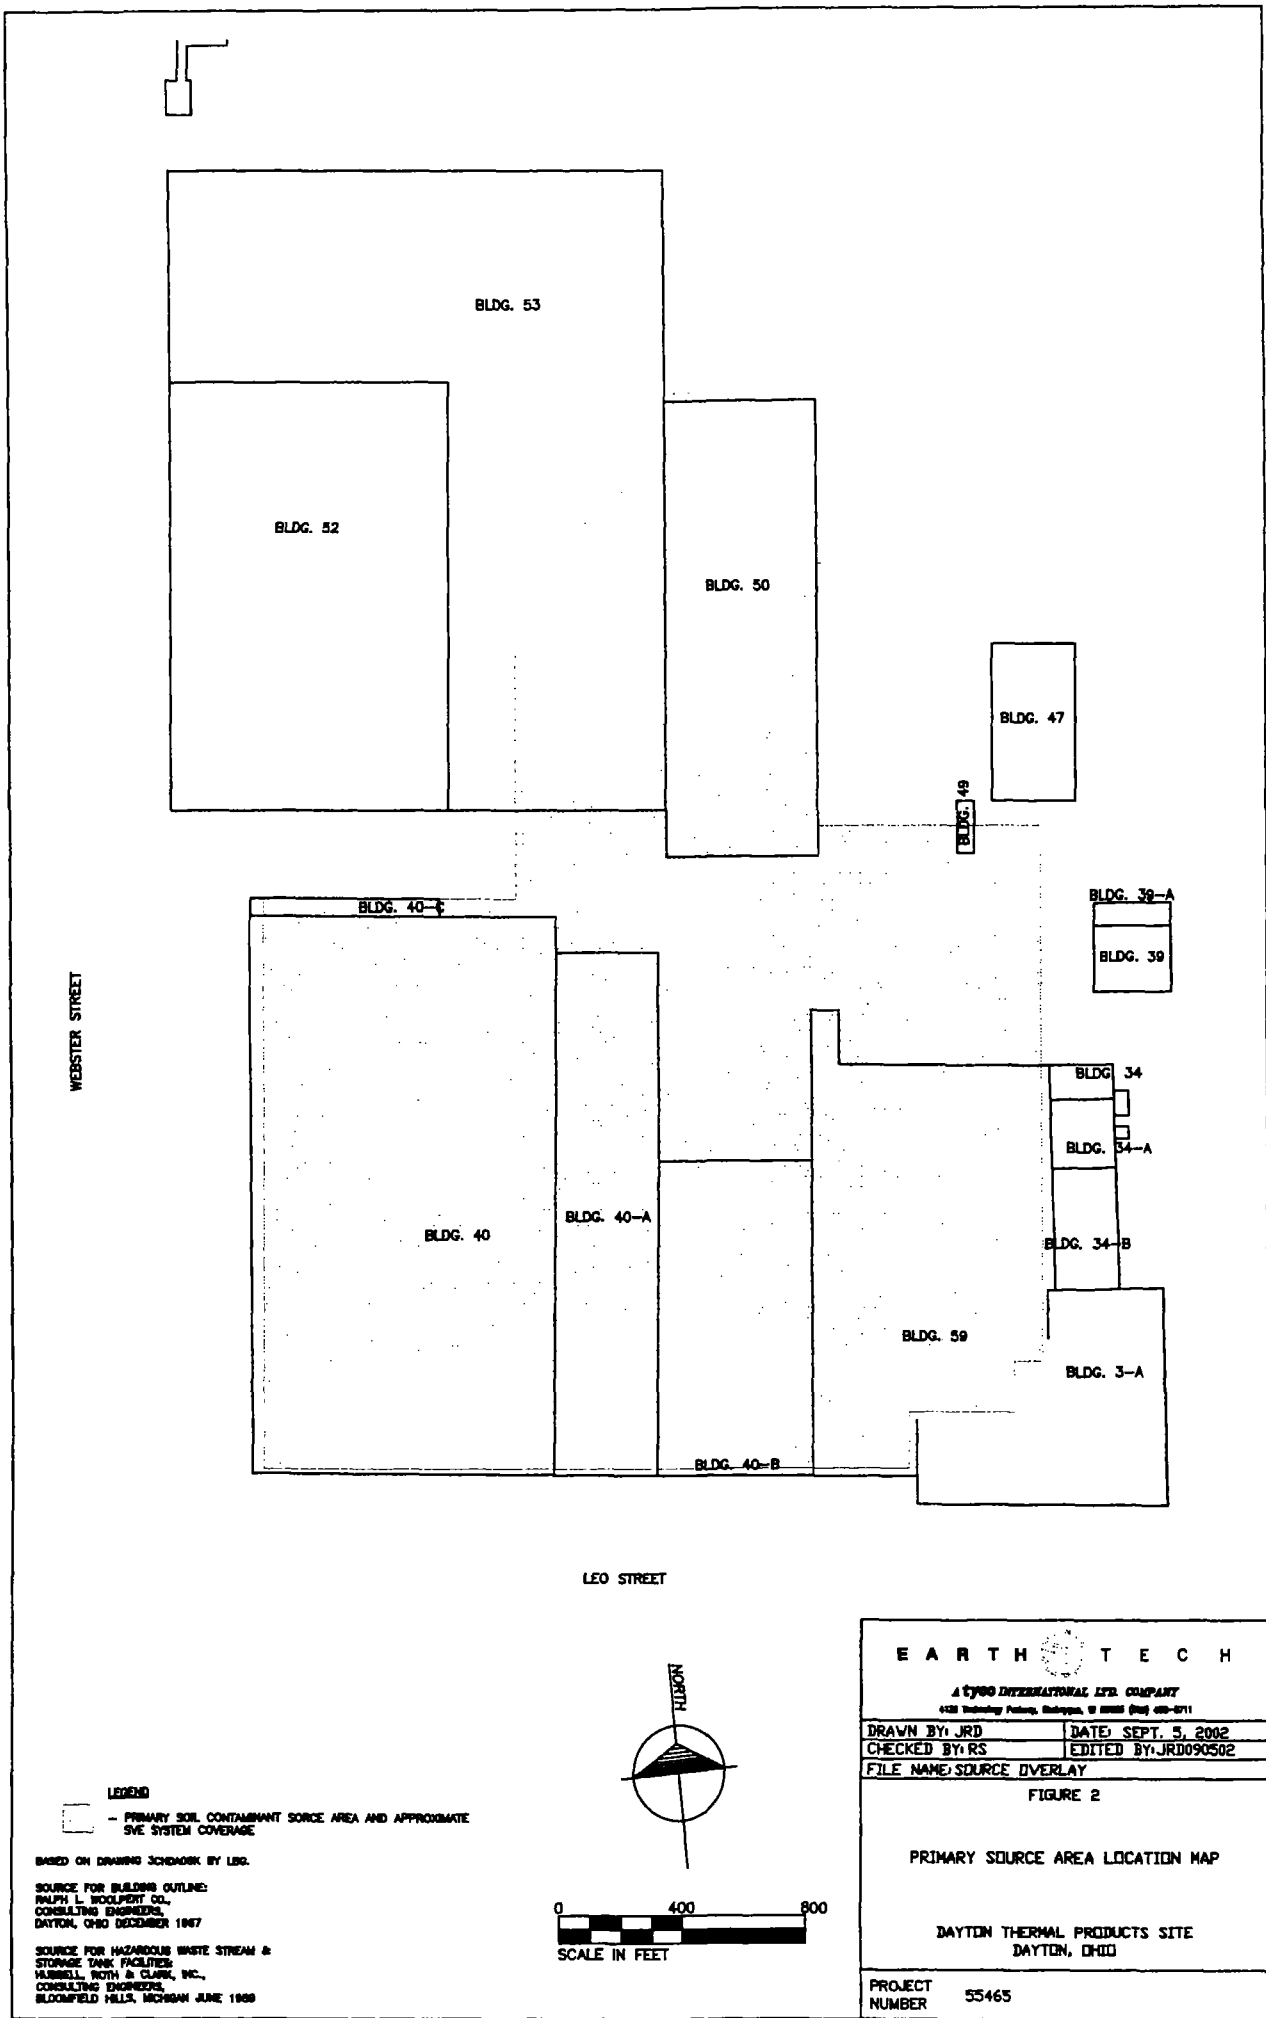 BLDG. 53
BLDG. 52
BLDG. 50
BLDG. 47
BLDG. 49
BLDG. 39-A
BLDG. 40-C
BLDG. 39
WEBSTER STREET
BLDG 34
BLDG. 34-A
BLDG. 40-A
BLDG. 40
BLDG. 34-B
BLDG. 59
BLDG. 3-A
BLDG. 40-B
LEO STREET
NORTH
EARTH TECH
A tyco INTERNATIONAL LTD. COMPANY
DRAWN BY: JRD
DATE: SEPT. 5, 2002
CHECKED BY: RS
EDITED BY: JRD090502
FILE NAME: SOURCE OVERLAY
FIGURE 2
PRIMARY SOURCE AREA LOCATION MAP
DAYTON THERMAL PRODUCTS SITE
DAYTON, OHIO
PROJECT
NUMBER 55465
LEGEND
- PRIMARY SOIL CONTAMINANT SORCE AREA AND APPROXIMATE
SVE SYSTEM COVERAGE
BASED ON DRAWING BY LBG.
SOURCE FOR BUILDING OUTLINE:
RALPH L. WOOLPERT CO.,
CONSULTING ENGINEERS,
DAYTON, OHIO DECEMBER 1967
SOURCE FOR HAZARDOUS WASTE STREAM &
STORAGE TANK FACILITIES:
HUBBELL, ROTH & CLARK, INC.,
CONSULTING ENGINEERS,
BLOOMFIELD HILLS, MICHIGAN JUNE
0 400 800
SCALE IN FEET